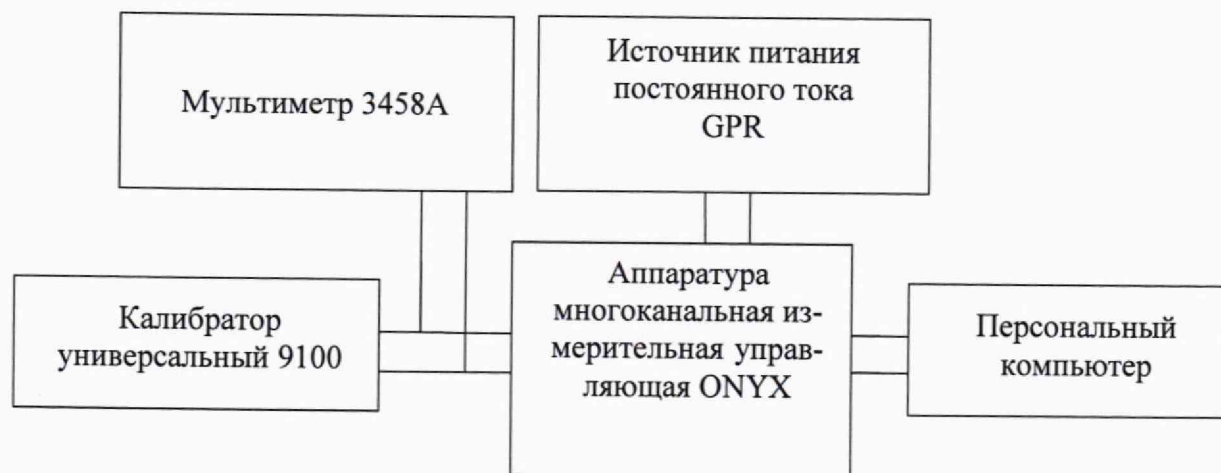 Мультиметр 3458А
Источник питания
постоянного тока
GPR
Калибратор
универсальный 9100
Аппаратура
многоканальная из-
мерительная управ-
ляющая ONYX
Персональный
компьютер